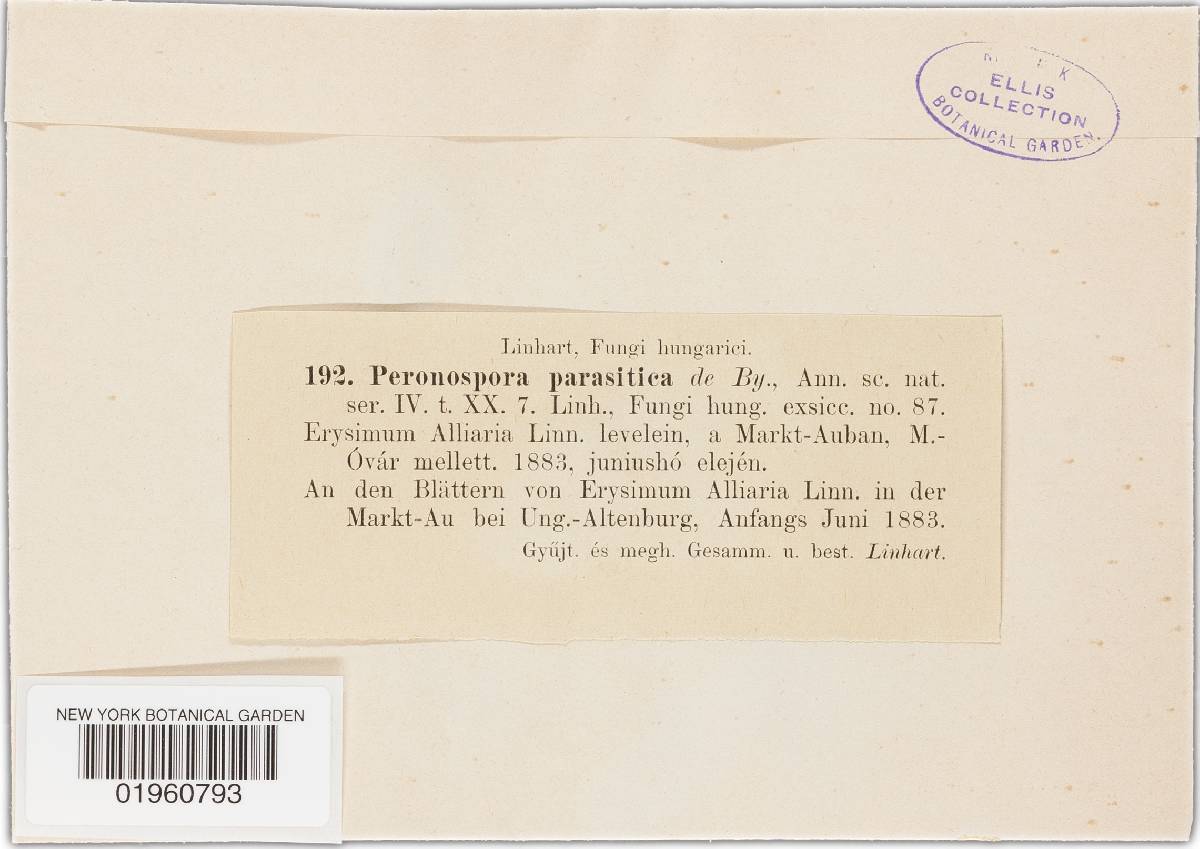 ELLIS
COLLECTION
BOTANICAL GARDEN.
Linhart, Fungi hungarici.
192. Peronospora parasitica de By., Ann. sc. nat.
ser. IV. t. XX. 7. Linh., Fungi hung. exsicc. no. 87.
Erysimum Alliaria Linn. levelein, a Markt-Auban, M.-
Óvár mellett. 1883, juniushó elején.
An den Blättern von Erysimum Alliaria Linn. in der
Markt-Au bei Ung.-Altenburg, Anfangs Juni 1883.
Gyűjt. és megh. Gesamm. u. best. Linhart.
NEW YORK BOTANICAL GARDEN
01960793